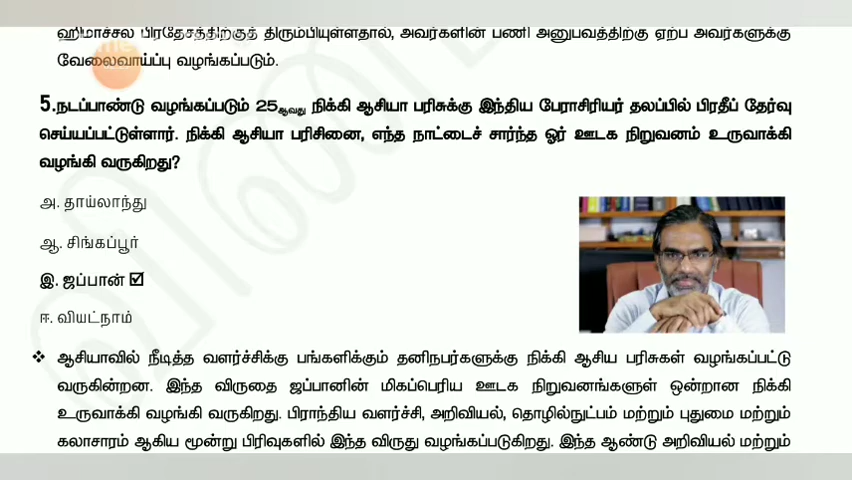 ஹிமாச்சல பிரதேசத்திற்குத் திரும்பியுள்ளதால், அவர்களின் பணி அனுபவத்திற்கு ஏற்ப அவர்களுக்கு
வேலைவாய்ப்பு வழங்கப்படும்.
5.நடப்பாண்டு வழங்கப்படும் 25ஆவது நிக்கி ஆசியா பரிசுக்கு இந்திய பேராசிரியர் தலப்பில் பிரதீப் தேர்வு
செய்யப்பட்டுள்ளார். நிக்கி ஆசியா பரிசினை, எந்த நாட்டைச் சார்ந்த ஓர் ஊடக நிறுவனம் உருவாக்கி
வழங்கி வருகிறது?
அ. தாய்லாந்து
ஆ. சிங்கப்பூர்
இ. ஜப்பான் ☑
ஈ. வியட்நாம்
❖ ஆசியாவில் நீடித்த வளர்ச்சிக்கு பங்களிக்கும் தனிநபர்களுக்கு நிக்கி ஆசிய பரிசுகள் வழங்கப்பட்டு
வருகின்றன. இந்த விருதை ஜப்பானின் மிகப்பெரிய ஊடக நிறுவனங்களுள் ஒன்றான நிக்கி
உருவாக்கி வழங்கி வருகிறது. பிராந்திய வளர்ச்சி, அறிவியல், தொழில்நுட்பம் மற்றும் புதுமை மற்றும்
கலாசாரம் ஆகிய மூன்று பிரிவுகளில் இந்த விருது வழங்கப்படுகிறது. இந்த ஆண்டு அறிவியல் மற்றும்